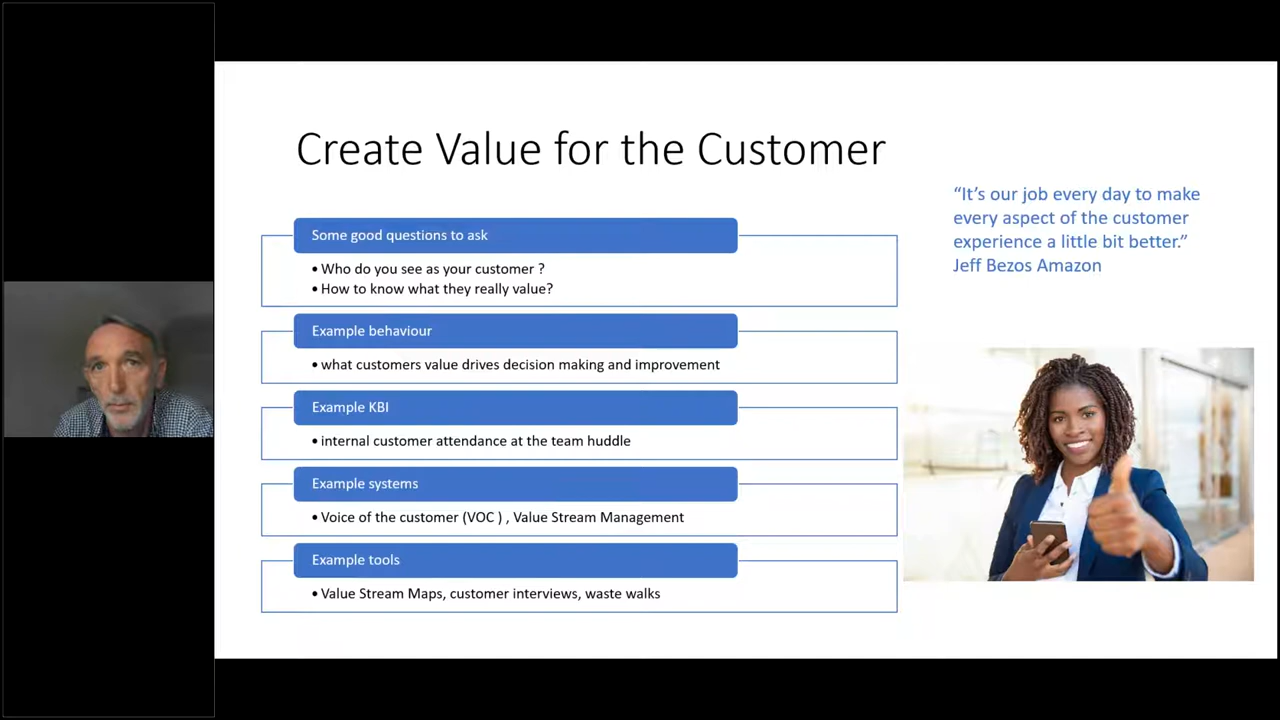 Create Value for the Customer
Some good questions to ask
• Who do you see as your customer ?
• How to know what they really value?
Example behaviour
• what customers value drives decision making and improvement
Example KBI
• internal customer attendance at the team huddle
Example systems
• Voice of the customer (VOC ) , Value Stream Management
Example tools
• Value Stream Maps, customer interviews, waste walks
“It’s our job every day to make
every aspect of the customer
experience a little bit better.”
Jeff Bezos Amazon